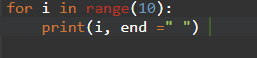 for i in range(10):
    print(i, end =" ")